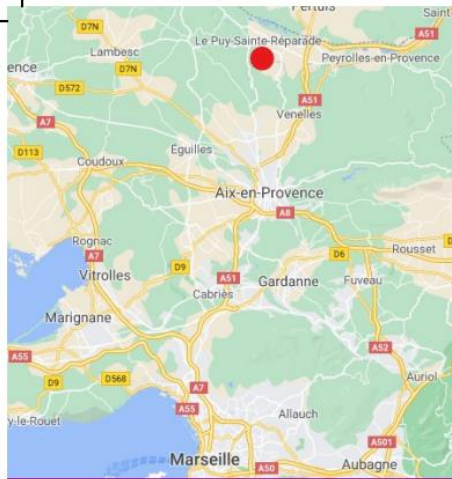 Pertuis
Saint
D7N
A51
Le Puy-Sainte-Réparade
Lambesc
D7N
Peyrolles-en-Provence
ence
D572
A51
Venelles
A7
Éguilles
D113
Coudoux
Aix-en-Provence
A8
Rognac
D6
Rousset
A7
D9
A51
Vitrolles
Gardanne
Fuveau
Cabriès
Marignane
A52
A55
D9
D568
A7
Auriol
A55
Allauch
ry-le-Rouet
A501
Marseille
A50
Aubagne